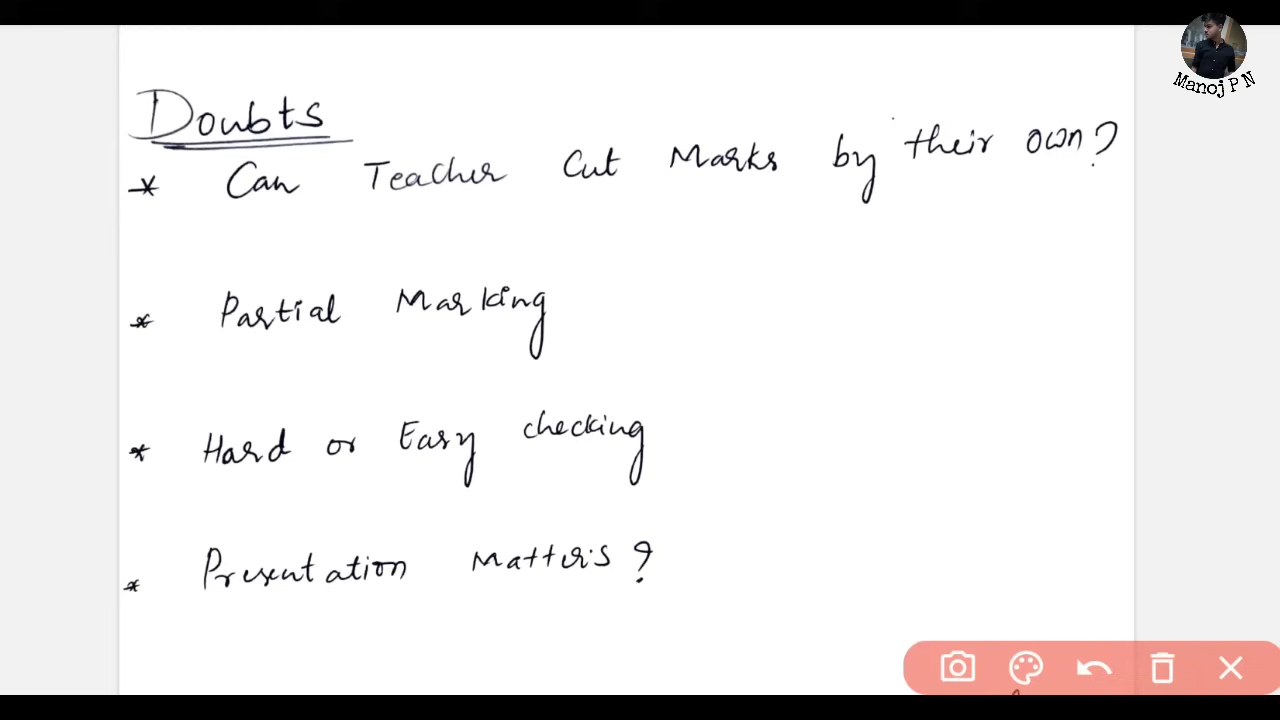 Manoj P N
Doubts
* Can Teacher Cut Marks by their own?
* Partial Marking
* Hard or Easy checking
* Presentation Matters?